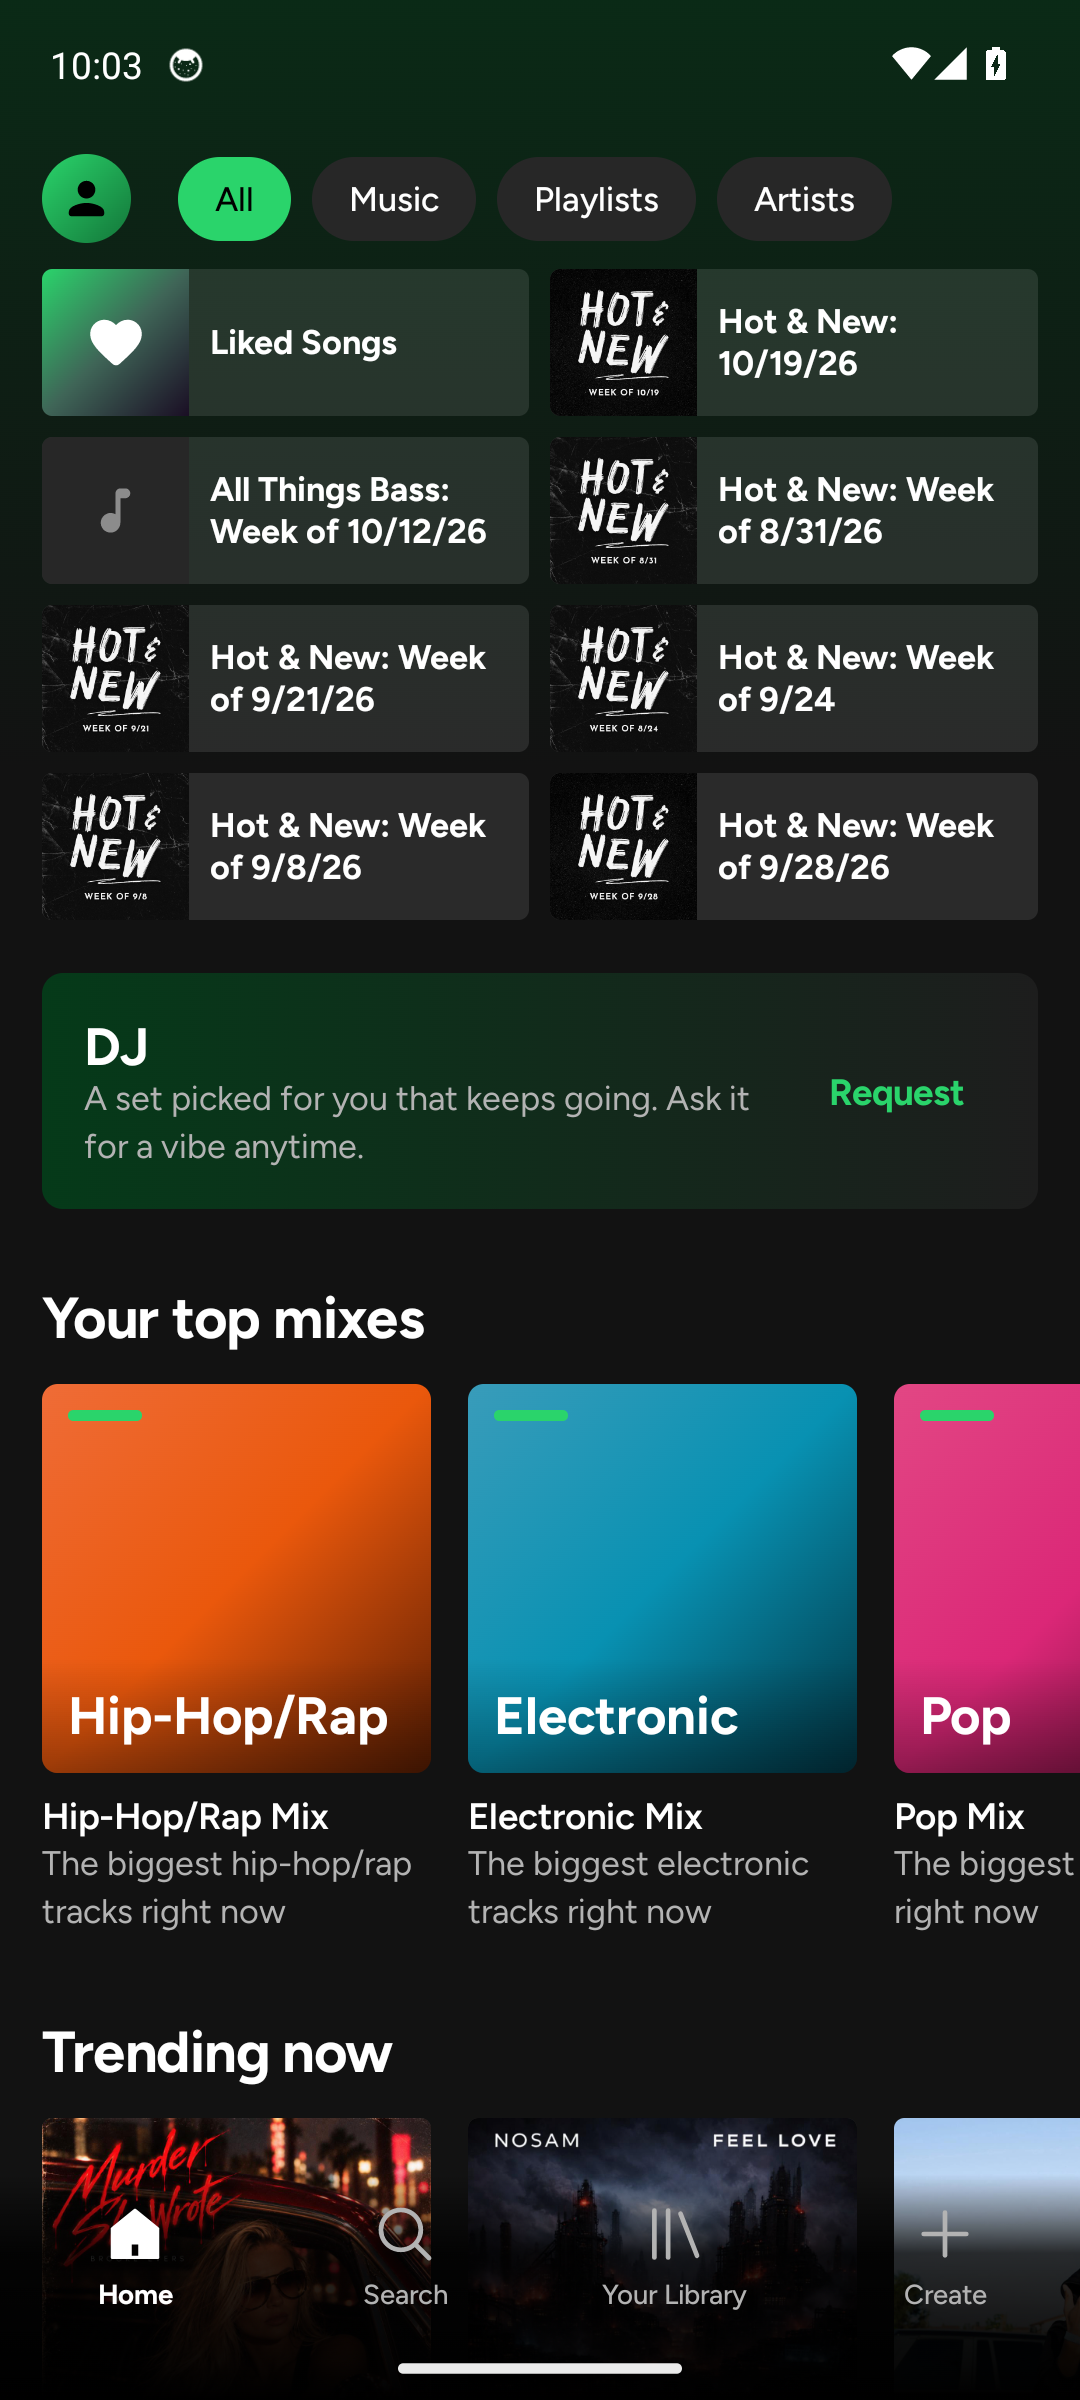 10:03
All
Music
Playlists
Artists
Liked Songs
HOT &
NEW
WEEK OF 10/19
Hot & New:
10/19/26
All Things Bass:
Week of 10/12/26
HOT &
NEW
WEEK OF 8/31
Hot & New: Week
of 8/31/26
HOT &
NEW
WEEK OF 9/21
Hot & New: Week
of 9/21/26
HOT &
NEW
WEEK OF 8/24
Hot & New: Week
of 9/24
HOT &
NEW
WEEK OF 9/8
Hot & New: Week
of 9/8/26
HOT &
NEW
WEEK OF 9/28
Hot & New: Week
of 9/28/26
DJ
A set picked for you that keeps going. Ask it
for a vibe anytime.
Request
Your top mixes
Hip-Hop/Rap
Electronic
Pop
Hip-Hop/Rap Mix
The biggest hip-hop/rap
tracks right now
Electronic Mix
The biggest electronic
tracks right now
Pop Mix
The biggest
right now
Trending now
Murder
She Wrote
NOSAM
FEEL LOVE
Home
Search
Your Library
Create